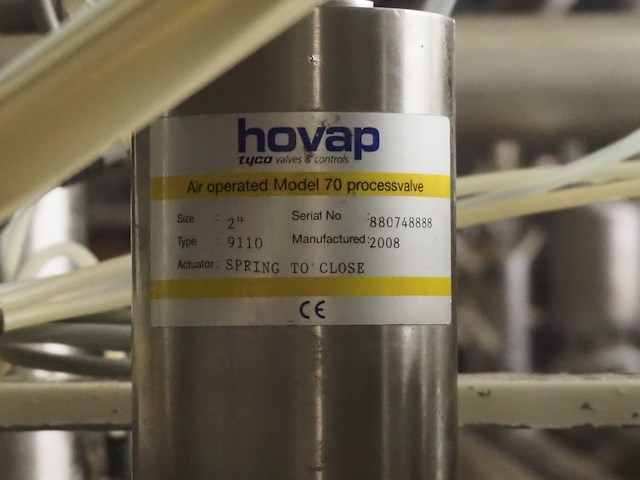 hovap
tyco valves & controls
Air operated Model 70 processvalve
Size : 2" Serial No : 880748888
Type : 9110 Manufactured : 2008
Actuator : SPRING TO CLOSE
CE